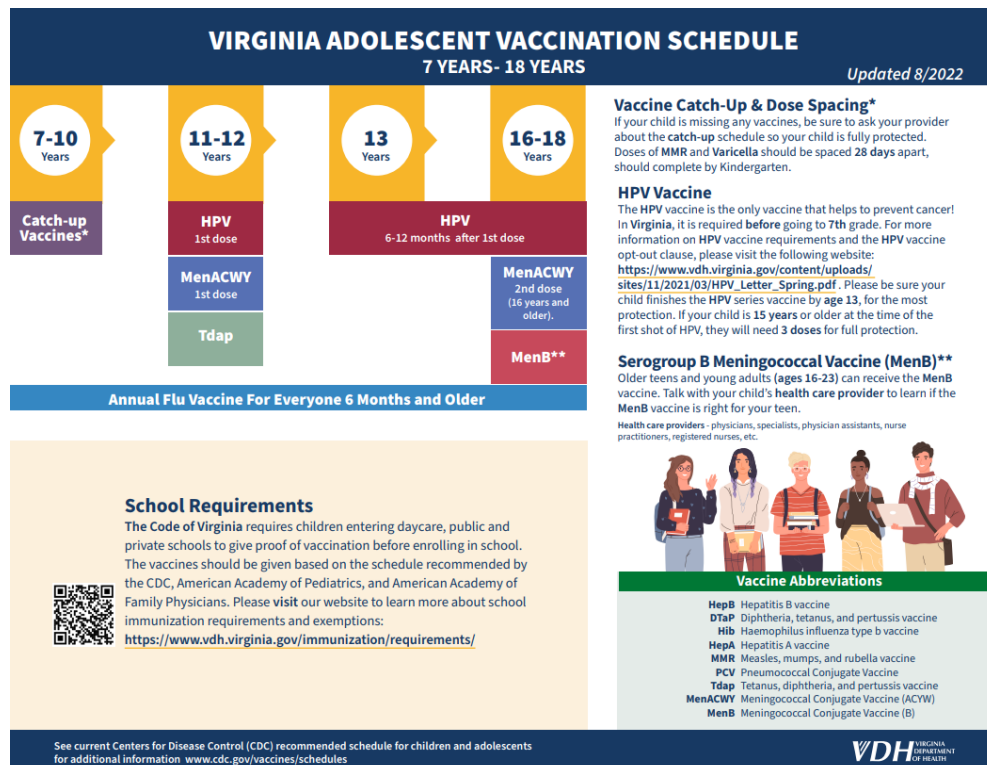 VIRGINIA ADOLESCENT VACCINATION SCHEDULE
7 YEARS- 18 YEARS
Updated 8/2022
7-10
Years
11-12
Years
13
Years
16-18
Years
Catch-up
Vaccines*
HPV
1st dose
HPV
6-12 months after 1st dose
MenACWY
1st dose
MenACWY
2nd dose
(16 years and
older).
Tdap
MenB**
Annual Flu Vaccine For Everyone 6 Months and Older
School Requirements
The Code of Virginia requires children entering daycare, public and
private schools to give proof of vaccination before enrolling in school.
The vaccines should be given based on the schedule recommended by
the CDC, American Academy of Pediatrics, and American Academy of
Family Physicians. Please visit our website to learn more about school
immunization requirements and exemptions:
https://www.vdh.virginia.gov/immunization/requirements/
Vaccine Catch-Up & Dose Spacing*
If your child is missing any vaccines, be sure to ask your provider
about the catch-up schedule so your child is fully protected.
Doses of MMR and Varicella should be spaced 28 days apart,
should complete by Kindergarten.
HPV Vaccine
The HPV vaccine is the only vaccine that helps to prevent cancer!
In Virginia, it is required before going to 7th grade. For more
information on HPV vaccine requirements and the HPV vaccine
opt-out clause, please visit the following website:
https://www.vdh.virginia.gov/content/uploads/
sites/11/2021/03/HPV_Letter_Spring.pdf . Please be sure your
child finishes the HPV series vaccine by age 13, for the most
protection. If your child is 15 years or older at the time of the
first shot of HPV, they will need 3 doses for full protection.
Serogroup B Meningococcal Vaccine (MenB)**
Older teens and young adults (ages 16-23) can receive the MenB
vaccine. Talk with your child's health care provider to learn if the
MenB vaccine is right for your teen.
Health care providers - physicians, specialists, physician assistants, nurse
practitioners, registered nurses, etc.
Vaccine Abbreviations
HepB Hepatitis B vaccine
DTaP Diphtheria, tetanus, and pertussis vaccine
Hib Haemophilus influenza type b vaccine
HepA Hepatitis A vaccine
MMR Measles, mumps, and rubella vaccine
PCV Pneumococcal Conjugate Vaccine
Tdap Tetanus, diphtheria, and pertussis vaccine
MenACWY Meningococcal Conjugate Vaccine (ACYW)
MenB Meningococcal Conjugate Vaccine (B)
See current Centers for Disease Control (CDC) recommended schedule for children and adolescents
for additional information www.cdc.gov/vaccines/schedules
VDH VIRGINIA
DEPARTMENT
OF HEALTH